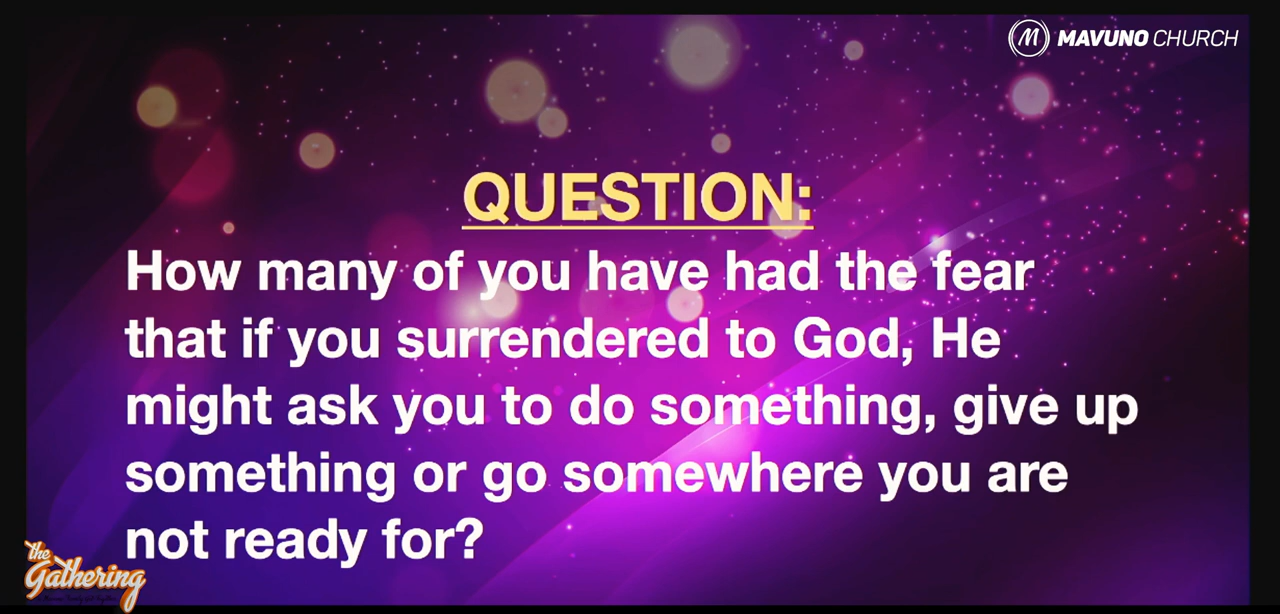 MAVUNO CHURCH
QUESTION:
How many of you have had the fear
that if you surrendered to God, He
might ask you to do something, give up
something or go somewhere you are
not ready for?
the
Gathering